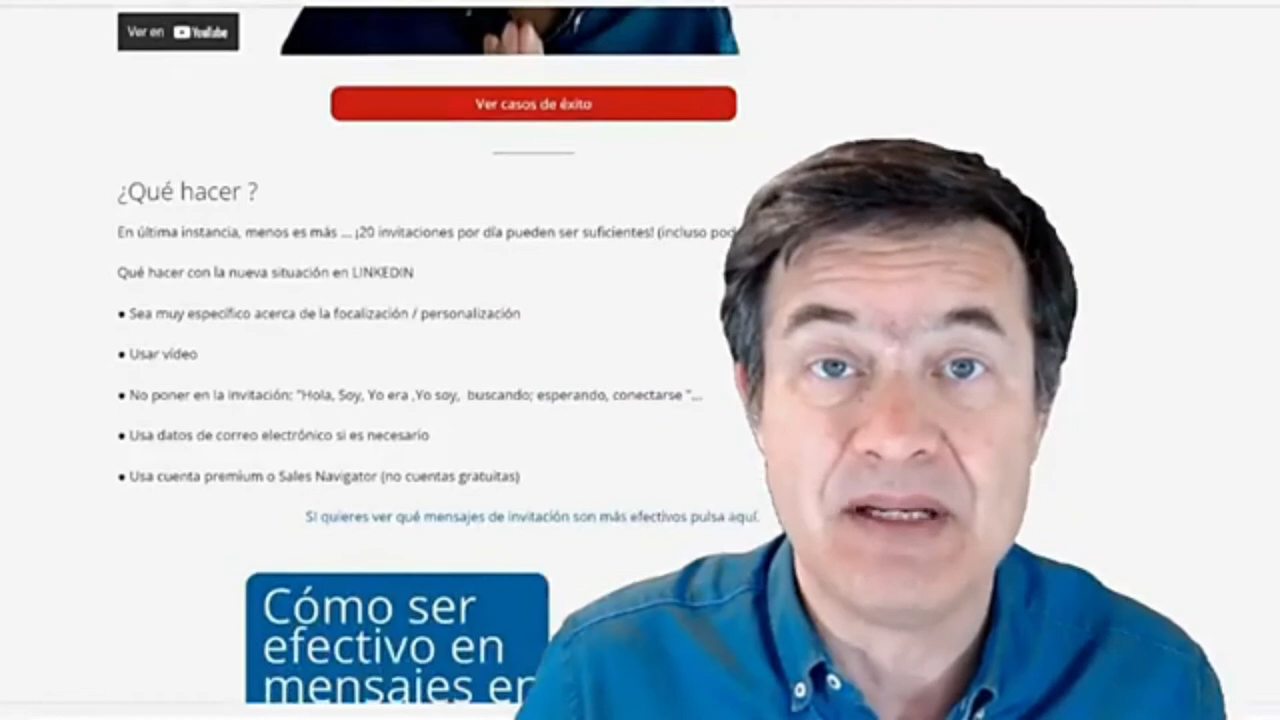 Ver en YouTube
Ver casos de éxito
¿Qué hacer ?
En última instancia, menos es más ... ¡20 invitaciones por día pueden ser suficientes! (incluso
Qué hacer con la nueva situación en LINKEDIN
• Sea muy específico acerca de la focalización / personalización
• Usar vídeo
• No poner en la invitación: "Hola, Soy, Yo era ,Yo soy, buscando; esperando, conectarse "...
• Usa datos de correo electrónico si es necesario
• Usa cuenta premium o Sales Navigator (no cuentas gratuitas)
Si quieres ver qué mensajes de invitación son más efectivos pulsa aquí.
Cómo ser
efectivo en
mensajes en